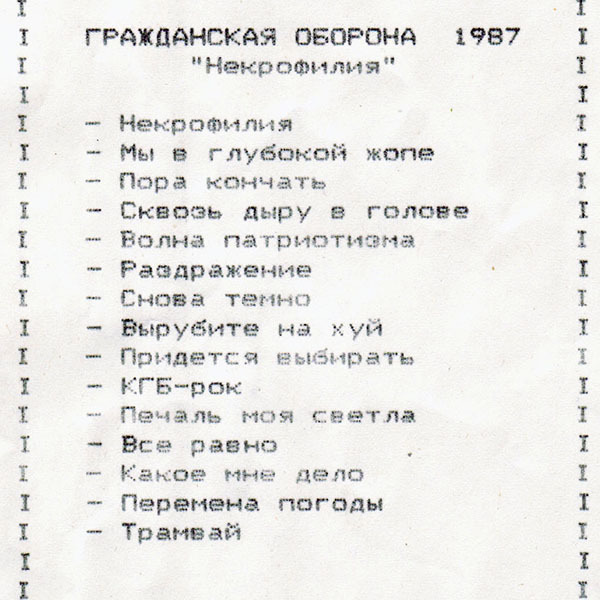 ГРАЖДАНСКАЯ ОБОРОНА 1987
"Некрофилия"
- Некрофилия
- Мы в глубокой жопе
- Пора кончать
- Сквозь дыру в голове
- Волна патриотизма
- Раздражение
- Снова темно
- Вырубите на хуй
- Придется выбирать
- КГБ-рок
- Печаль моя светла
- Все равно
- Какое мне дело
- Перемена погоды
- Трамвай